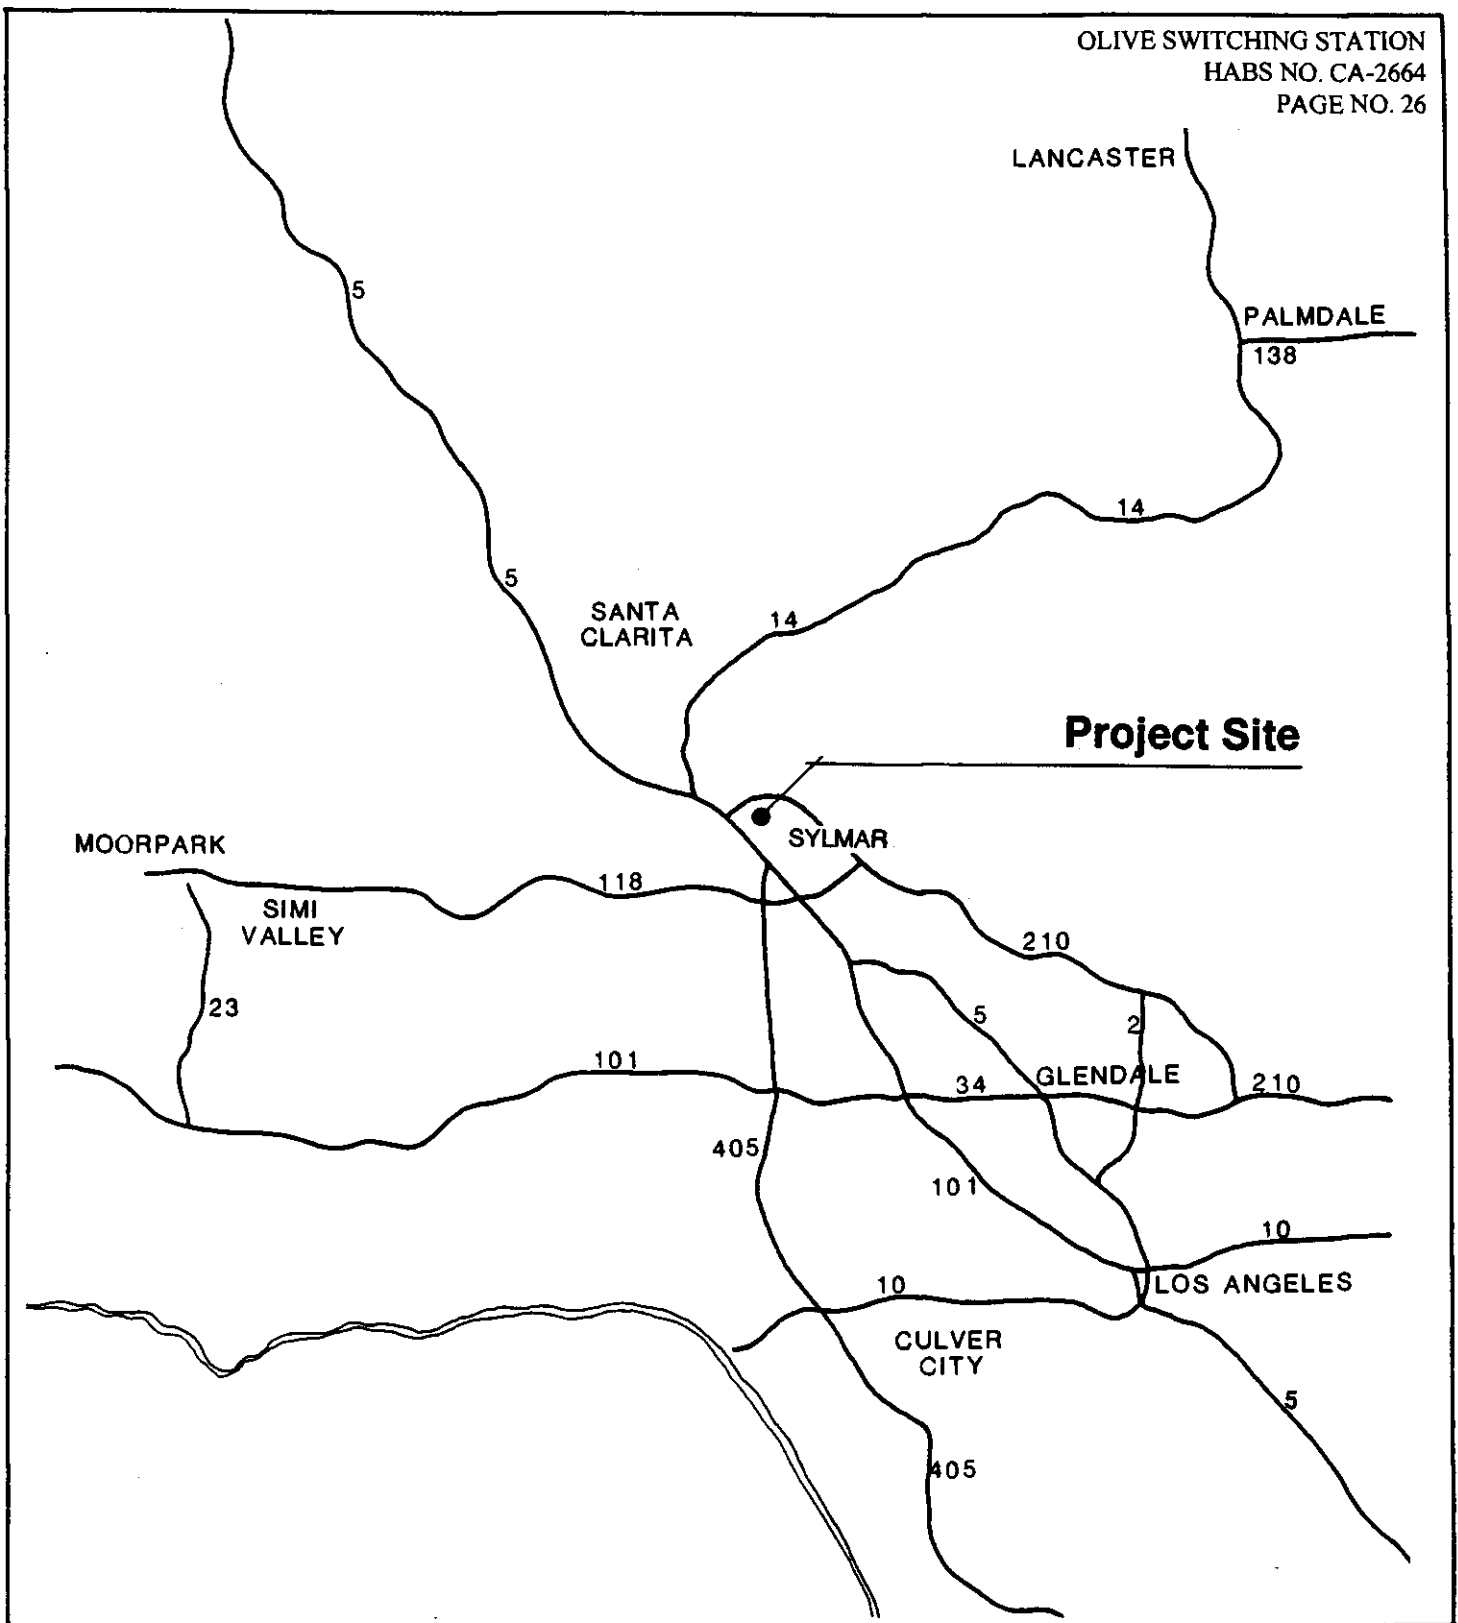 OLIVE SWITCHING STATION
HABS NO. CA-2664
PAGE NO. 26
LANCASTER
5
PALMDALE
138
14
5
SANTA
CLARITA
14
Project Site
SYLMAR
MOORPARK
118
SIMI
VALLEY
210
23
5
2
101
34
GLENDALE
210
405
101
10
LOS ANGELES
10
CULVER
CITY
5
405